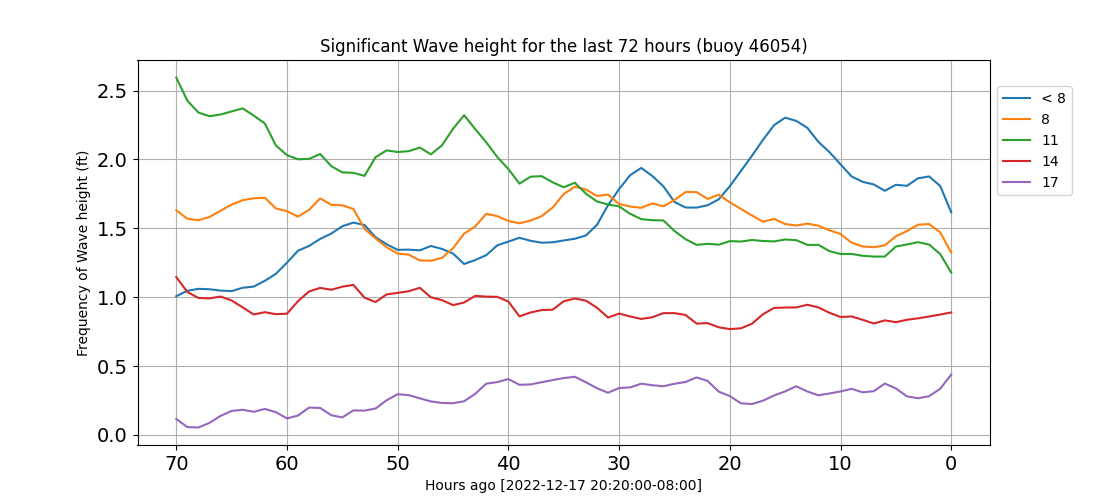 Significant Wave height for the last 72 hours (buoy 46054)
Frequency of Wave height (ft)
2.5
2.0
1.5
1.0
0.5
0.0
70 60 50 40 30 20 10 0
Hours ago [2022-12-17 20:20:00-08:00]
< 8
8
11
14
17